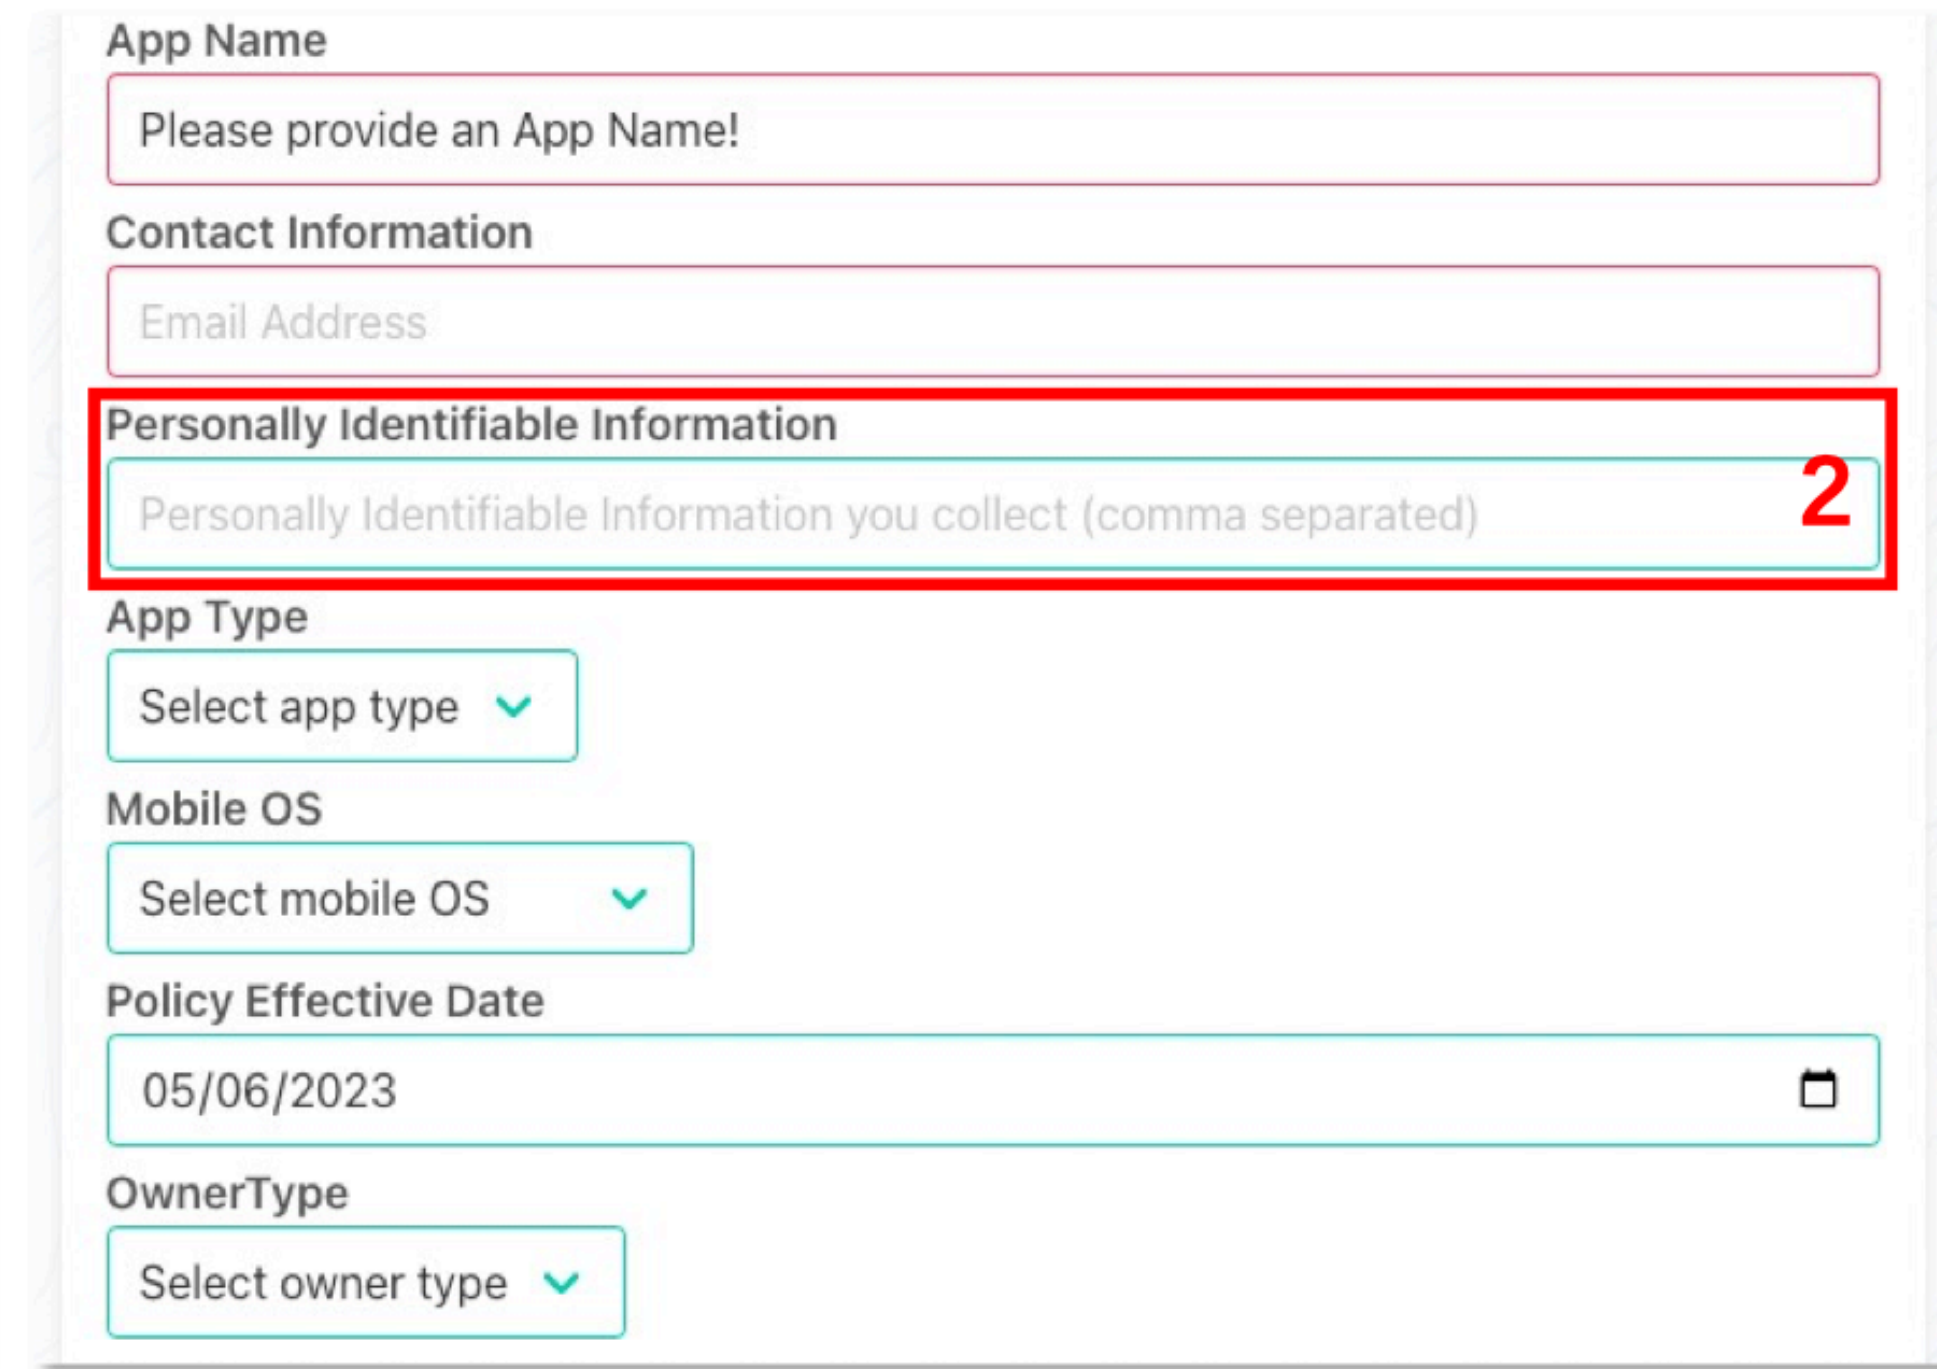 App Name
Please provide an App Name!
Contact Information
Email Address
Personally Identifiable Information
Personally Identifiable Information you collect (comma separated)
2
App Type
Select app type
Mobile OS
Select mobile OS
Policy Effective Date
05/06/2023
OwnerType
Select owner type